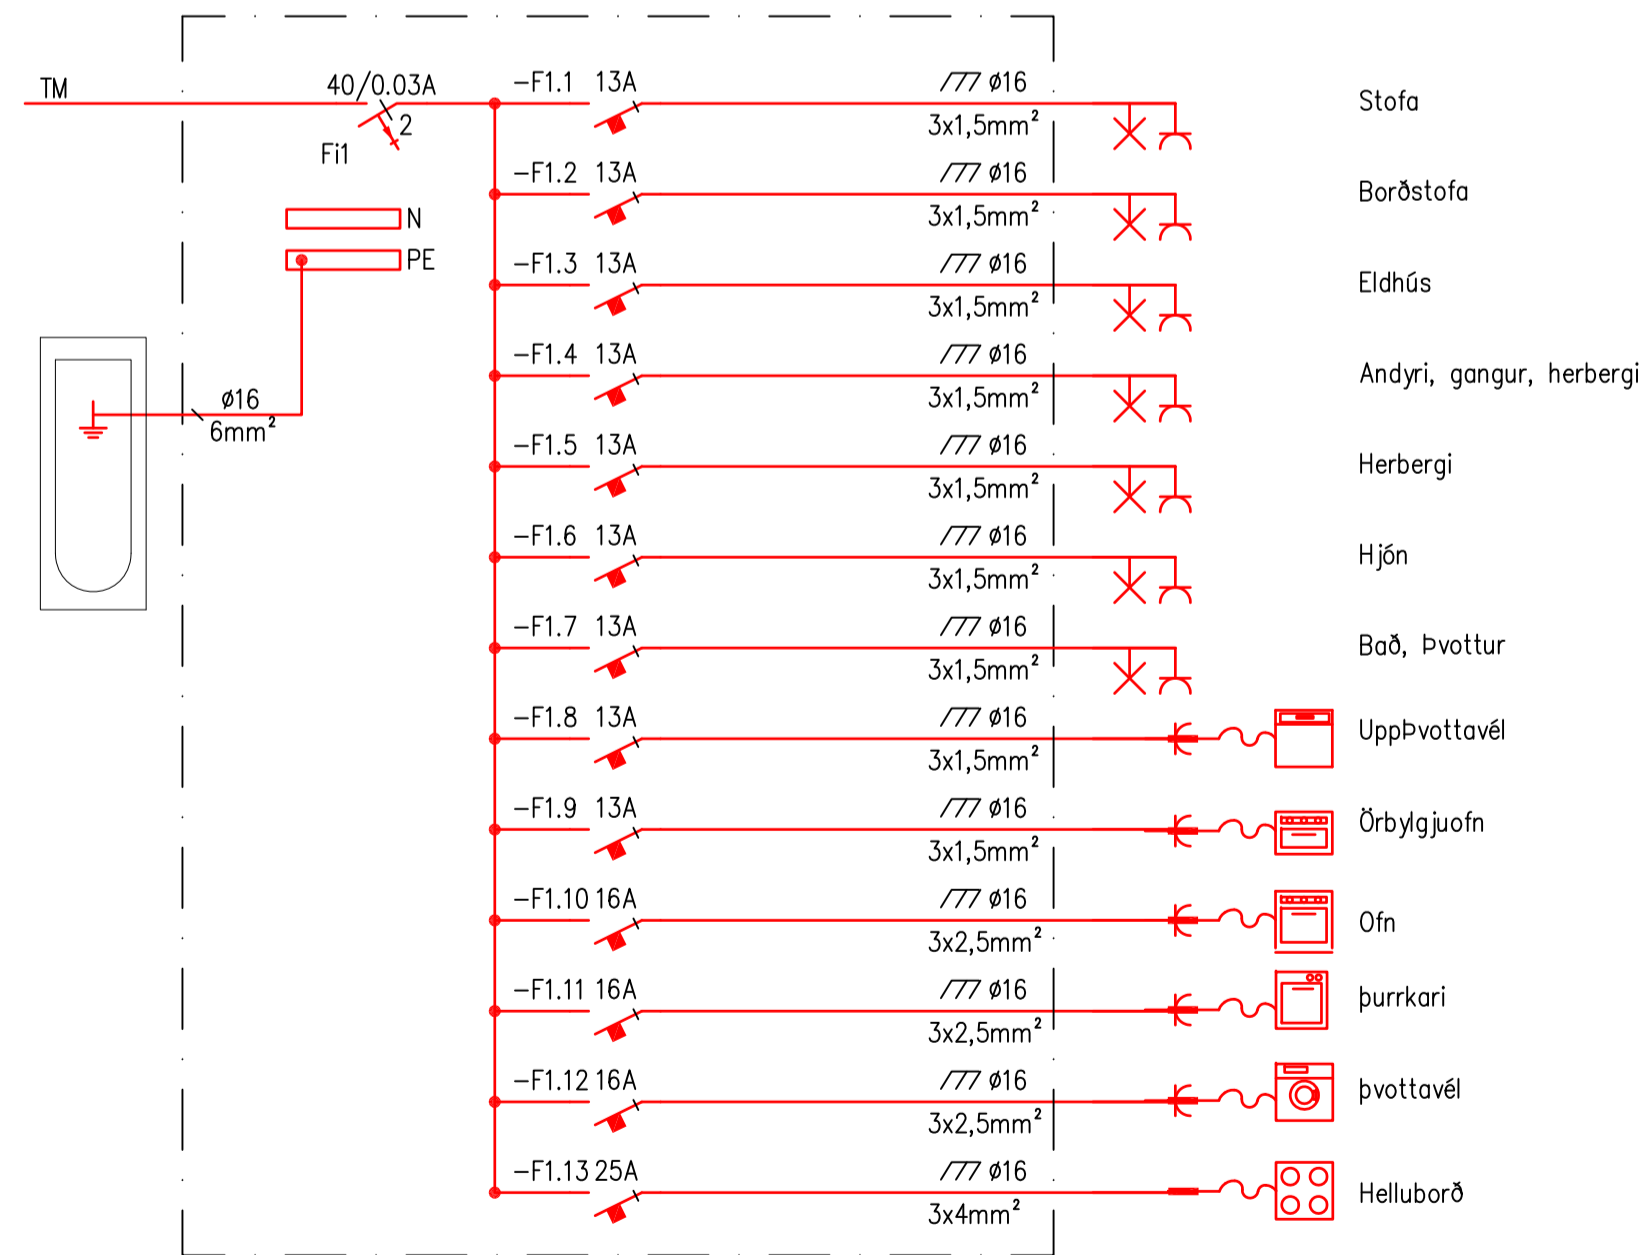 TM
40/0.03A
2
Fi1
N
PE
ø16
6mm²
-F1.1 13A ø16 Stofa
3x1,5mm²
-F1.2 13A ø16 Borðstofa
3x1,5mm²
-F1.3 13A ø16 Eldhús
3x1,5mm²
-F1.4 13A ø16 Andyri, gangur, herbergi
3x1,5mm²
-F1.5 13A ø16 Herbergi
3x1,5mm²
-F1.6 13A ø16 Hjón
3x1,5mm²
-F1.7 13A ø16 Bað, Þvottur
3x1,5mm²
-F1.8 13A ø16 UppÞvottavél
3x1,5mm²
-F1.9 13A ø16 Örbylgjuofn
3x1,5mm²
-F1.10 16A ø16 Ofn
3x2,5mm²
-F1.11 16A ø16 þurrkari
3x2,5mm²
-F1.12 16A ø16 þvottavél
3x2,5mm²
-F1.13 25A ø16 Helluborð
3x4mm²